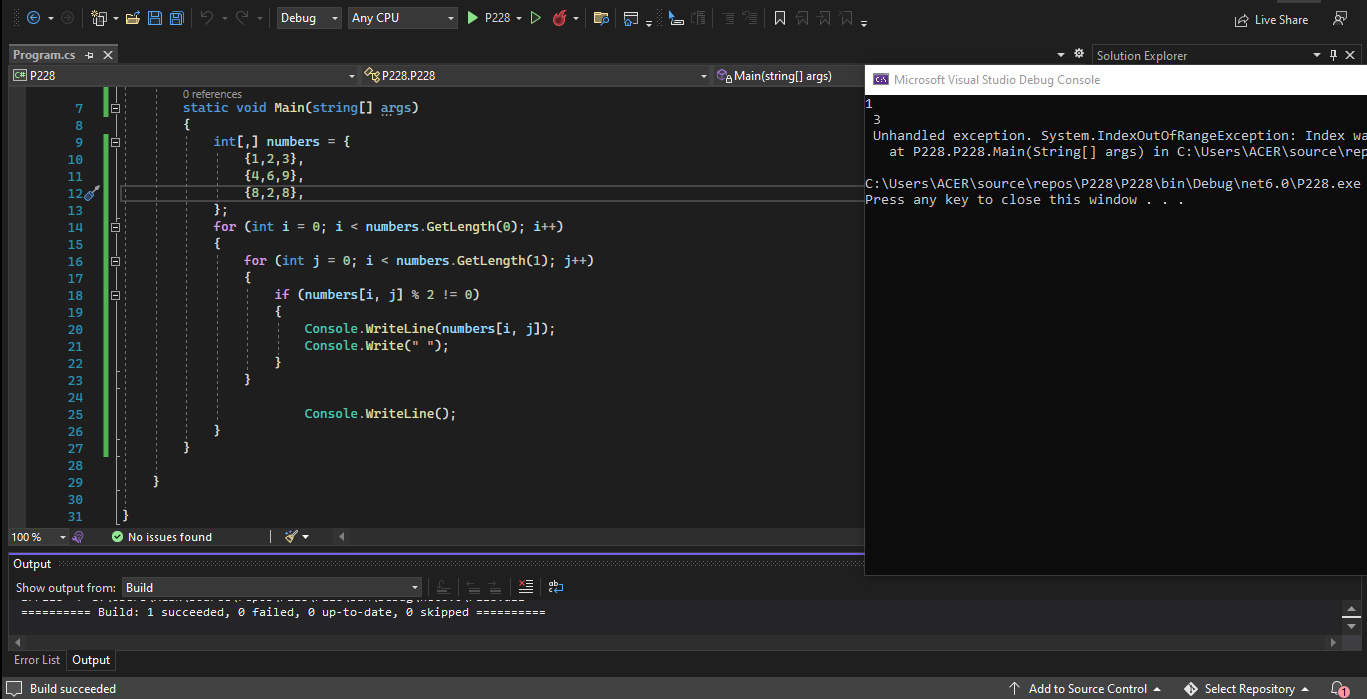 Debug Any CPU P228 Live Share
Program.cs
Solution Explorer
C# P228 P228.P228 Main(string[] args)
Microsoft Visual Studio Debug Console
0 references
7 static void Main(string[] args)
8 {
9 int[,] numbers = {
10 {1,2,3},
11 {4,6,9},
12 {8,2,8},
13 };
14 for (int i = 0; i < numbers.GetLength(0); i++)
15 {
16 for (int j = 0; i < numbers.GetLength(1); j++)
17 {
18 if (numbers[i, j] % 2 != 0)
19 {
20 Console.WriteLine(numbers[i, j]);
21 Console.Write(" ");
22 }
23 }
24
25 Console.WriteLine();
26 }
27 }
28
29 }
30
31 }
1
3
Unhandled exception. System.IndexOutOfRangeException: Index wa
at P228.P228.Main(String[] args) in C:\Users\ACER\source\rep
C:\Users\ACER\source\repos\P228\P228\bin\Debug\net6.0\P228.exe
Press any key to close this window . . .
100 % No issues found
Output
Show output from: Build
========== Build: 1 succeeded, 0 failed, 0 up-to-date, 0 skipped ==========
Error List Output
Build succeeded Add to Source Control Select Repository 1